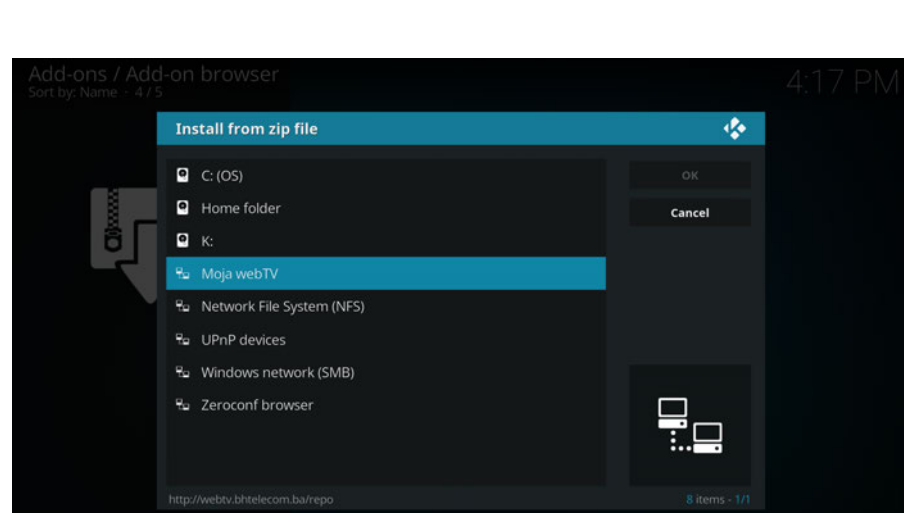 Add-ons / Add-on browser
Sort by: Name - 4 / 5
4:17 PM
Install from zip file
C: (OS)
Home folder
K:
Moja webTV
Network File System (NFS)
UPnP devices
Windows network (SMB)
Zeroconf browser
OK
Cancel
http://webtv.bhtelecom.ba/repo
8 items - 1/1